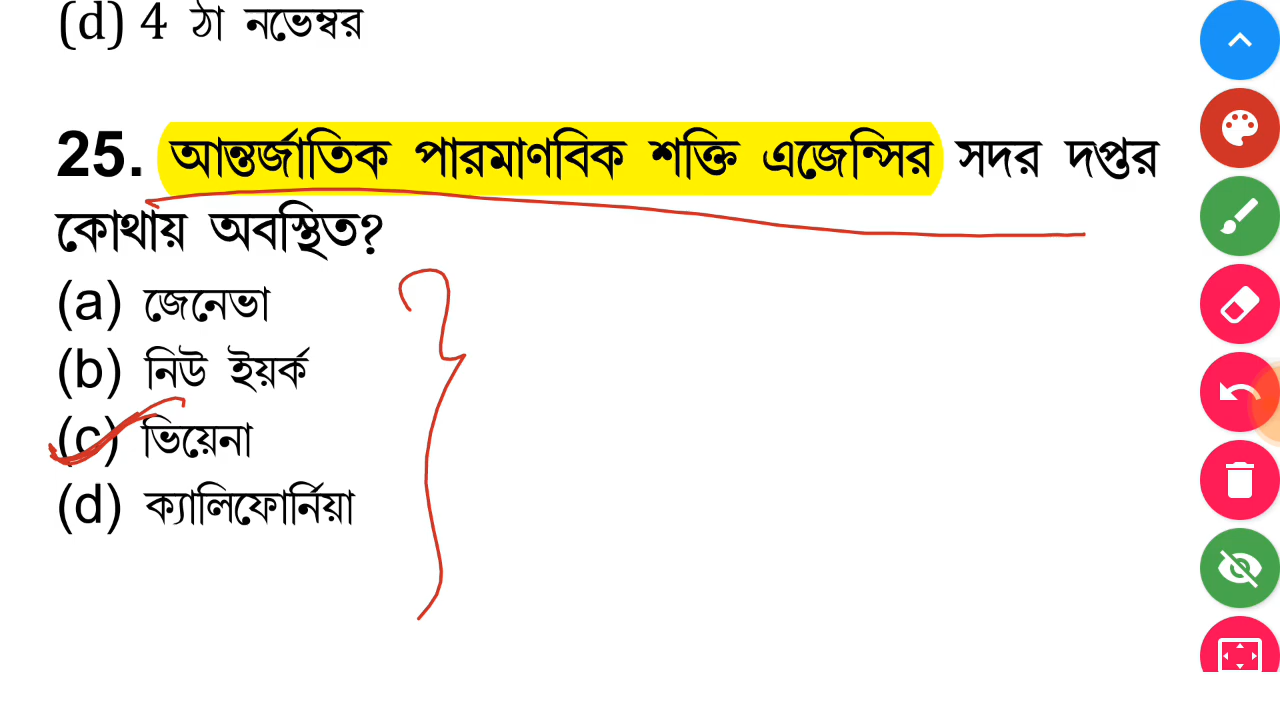 (d) 4 ঠা নভেম্বর
25. আন্তর্জাতিক পারমাণবিক শক্তি এজেন্সির সদর দপ্তর
কোথায় অবস্থিত?
(a) জেনেভা
(b) নিউ ইয়র্ক
(c) ভিয়েনা
(d) ক্যালিফোর্নিয়া